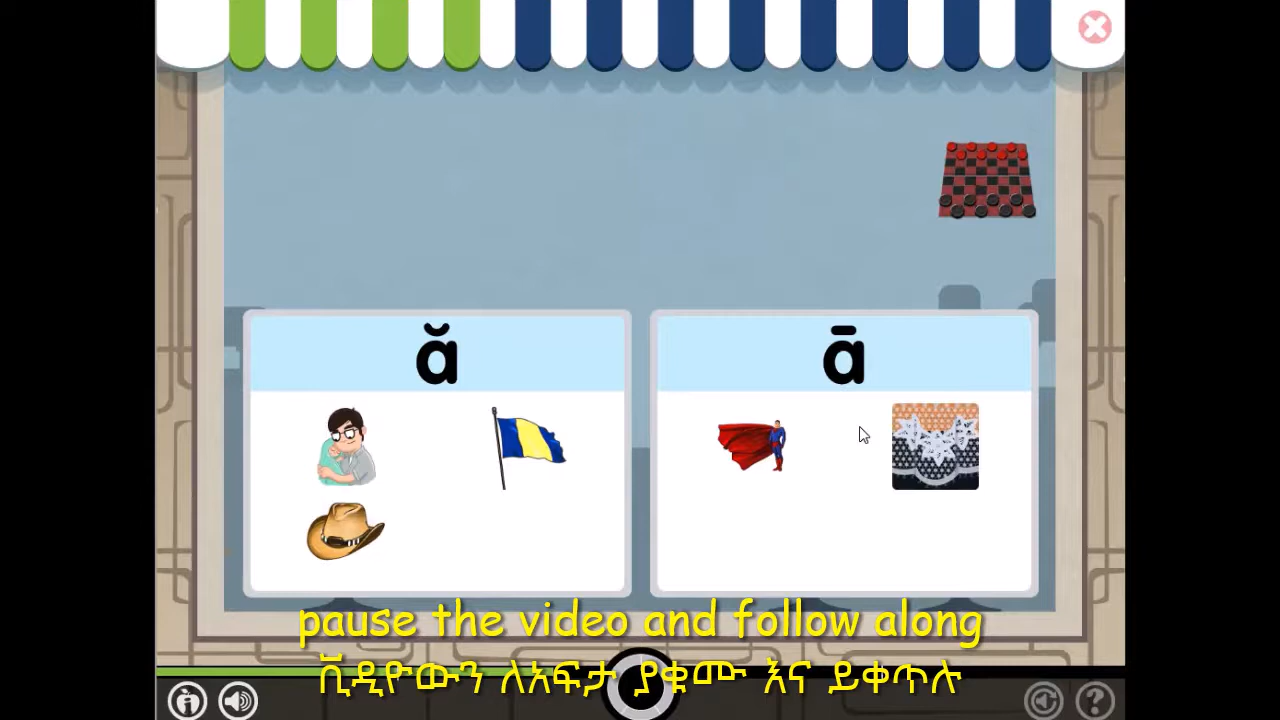 ă ā
pause the video and follow along
ቪዲዮውን ለአፍታ ያቁሙ እና ይቀጥሉ